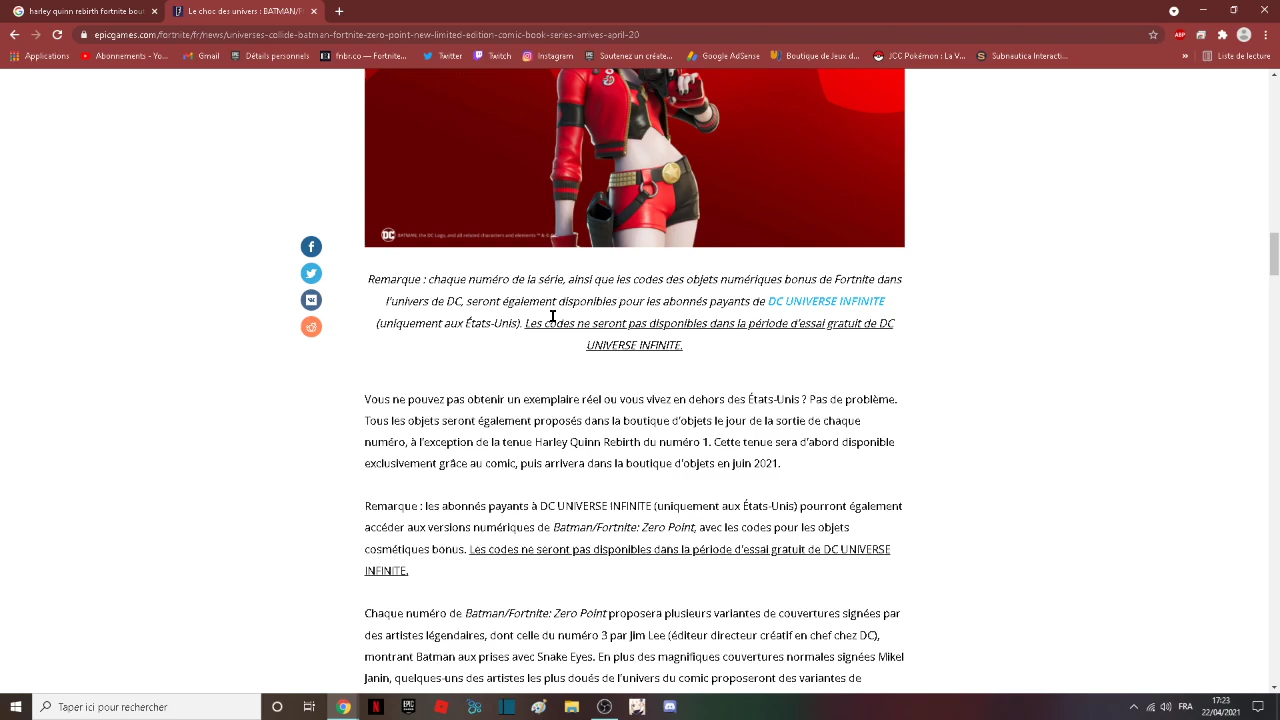 harley quinn rebirth fortnite bout
Le choc des univers : BATMAN/F
epicgames.com/fortnite/fr/news/universes-collide-batman-fortnite-zero-point-new-limited-edition-comic-book-series-arrives-april-20
Applications
Abonnements - Yo...
Gmail
Détails personnels
fnbr.co — Fortnite...
Twitter
Twitch
Instagram
Soutenez un créate...
Google AdSense
Boutique de Jeux d...
JCC Pokémon : La V...
Subnautica Interacti...
»
Liste de lecture
DC BATMAN, the DC Logo, and all related characters and elements ™ & ©
Remarque : chaque numéro de la série, ainsi que les codes des objets numériques bonus de Fortnite dans
l'univers de DC, seront également disponibles pour les abonnés payants de DC UNIVERSE INFINITE
(uniquement aux États-Unis). Les codes ne seront pas disponibles dans la période d'essai gratuit de DC
UNIVERSE INFINITE.
Vous ne pouvez pas obtenir un exemplaire réel ou vous vivez en dehors des États-Unis ? Pas de problème.
Tous les objets seront également proposés dans la boutique d'objets le jour de la sortie de chaque
numéro, à l'exception de la tenue Harley Quinn Rebirth du numéro 1. Cette tenue sera d'abord disponible
exclusivement grâce au comic, puis arrivera dans la boutique d'objets en juin 2021.
Remarque : les abonnés payants à DC UNIVERSE INFINITE (uniquement aux États-Unis) pourront également
accéder aux versions numériques de Batman/Fortnite: Zero Point, avec les codes pour les objets
cosmétiques bonus. Les codes ne seront pas disponibles dans la période d'essai gratuit de DC UNIVERSE
INFINITE.
Chaque numéro de Batman/Fortnite: Zero Point proposera plusieurs variantes de couvertures signées par
des artistes légendaires, dont celle du numéro 3 par Jim Lee (éditeur directeur créatif en chef chez DC),
montrant Batman aux prises avec Snake Eyes. En plus des magnifiques couvertures normales signées Mikel
Janin, quelques-uns des artistes les plus doués de l'univers du comic proposeront des variantes de
Taper ici pour rechercher
FRA
17:23
22/04/2021